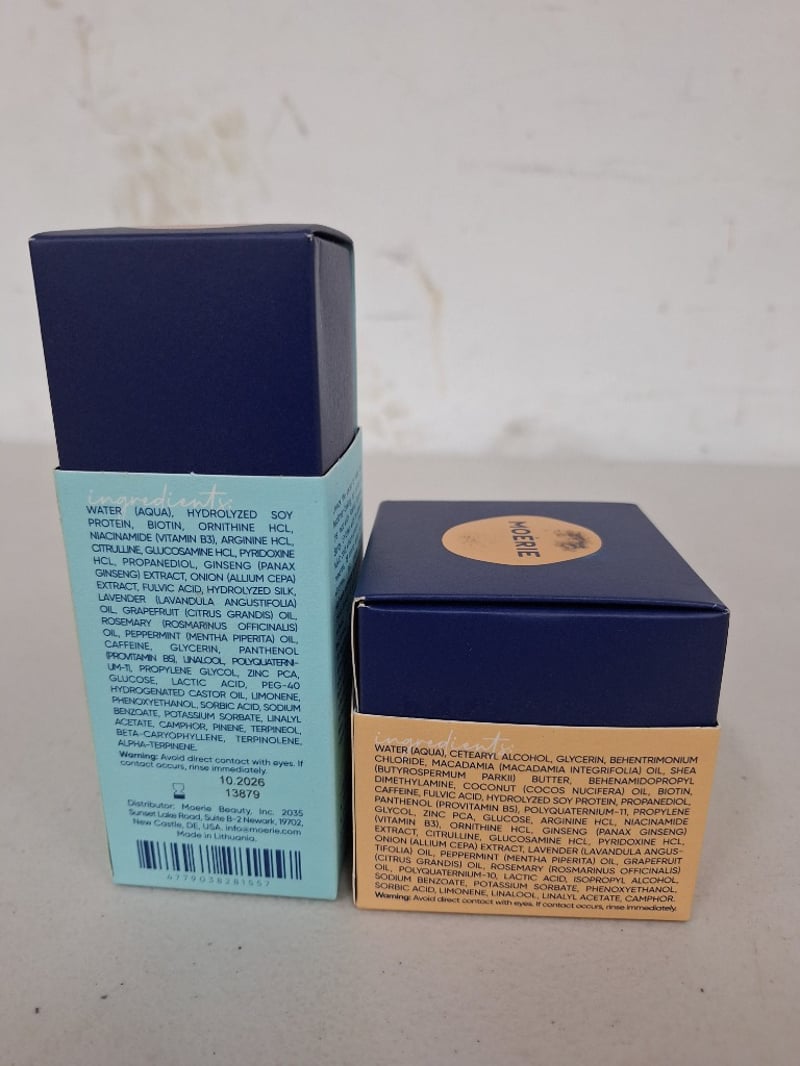 ingredients:
WATER (AQUA), HYDROLYZED SOY
PROTEIN, BIOTIN, ORNITHINE HCL,
NIACINAMIDE (VITAMIN B3), ARGININE HCL,
CITRULLINE, GLUCOSAMINE HCL, PYRIDOXINE
HCL, PROPANEDIOL, GINSENG (PANAX
GINSENG) EXTRACT, ONION (ALLIUM CEPA)
EXTRACT, FULVIC ACID, HYDROLYZED SILK,
LAVENDER (LAVANDULA ANGUSTIFOLIA)
OIL, GRAPEFRUIT (CITRUS GRANDIS) OIL,
ROSEMARY (ROSMARINUS OFFICINALIS)
OIL, PEPPERMINT (MENTHA PIPERITA) OIL,
CAFFEINE, GLYCERIN, PANTHENOL
(PROVITAMIN B5), LINALOOL, POLYQUATERNI-
UM-11, PROPYLENE GLYCOL, ZINC PCA,
GLUCOSE, LACTIC ACID, PEG-40
HYDROGENATED CASTOR OIL, LIMONENE,
PHENOXYETHANOL, SORBIC ACID, SODIUM
BENZOATE, POTASSIUM SORBATE, LINALYL
ACETATE, CAMPHOR, PINENE, TERPINEOL,
BETA-CARYOPHYLLENE, TERPINOLENE,
ALPHA-TERPINENE.
Warning: Avoid direct contact with eyes. If
contact occurs, rinse immediately.
10.2026
13879
Distributor: Moerie Beauty, Inc. 2035
Sunset Lake Road, Suite B-2 Newark, 19702,
New Castle, DE, USA. info@moerie.com
Made in Lithuania.
4779038281557
MOÉRIE
ingredients:
WATER (AQUA), CETEARYL ALCOHOL, GLYCERIN, BEHENTRIMONIUM
CHLORIDE, MACADAMIA (MACADAMIA INTEGRIFOLIA) OIL, SHEA
(BUTYROSPERMUM PARKII) BUTTER, BEHENAMIDOPROPYL
DIMETHYLAMINE, COCONUT (COCOS NUCIFERA) OIL, BIOTIN,
CAFFEINE, FULVIC ACID, HYDROLYZED SOY PROTEIN, PROPANEDIOL,
PANTHENOL (PROVITAMIN B5), POLYQUATERNIUM-11, PROPYLENE
GLYCOL, ZINC PCA, GLUCOSE, ARGININE HCL, NIACINAMIDE
(VITAMIN B3), ORNITHINE HCL, GINSENG (PANAX GINSENG)
EXTRACT, CITRULLINE, GLUCOSAMINE HCL, PYRIDOXINE HCL,
ONION (ALLIUM CEPA) EXTRACT, LAVENDER (LAVANDULA ANGUS-
TIFOLIA) OIL, PEPPERMINT (MENTHA PIPERITA) OIL, GRAPEFRUIT
(CITRUS GRANDIS) OIL, ROSEMARY (ROSMARINUS OFFICINALIS)
OIL, POLYQUATERNIUM-10, LACTIC ACID, ISOPROPYL ALCOHOL,
SODIUM BENZOATE, POTASSIUM SORBATE, PHENOXYETHANOL,
SORBIC ACID, LIMONENE, LINALOOL, LINALYL ACETATE, CAMPHOR.
Warning: Avoid direct contact with eyes. If contact occurs, rinse immediately.